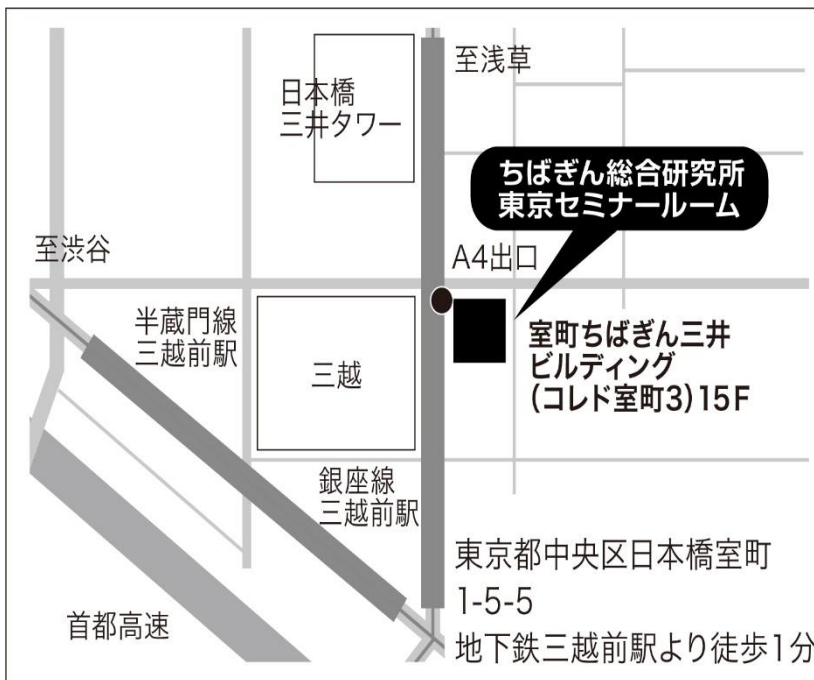 至浅草
日本橋
三井タワー
ちばぎん総合研究所
東京セミナールーム
至渋谷
A4出口
半蔵門線
三越前駅
三越
室町ちばぎん三井
ビルディング
(コレド室町3)15F
銀座線
三越前駅
東京都中央区日本橋室町
1-5-5
地下鉄三越前駅より徒歩1分
首都高速